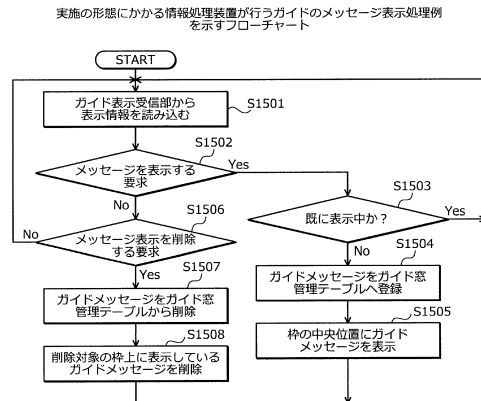 実施の形態にかかる情報処理装置が行うガイドのメッセージ表示処理例
を示すフローチャート
START
ガイド表示受信部から
表示情報を読み込む
S1501
S1502
メッセージを表示する
要求
Yes
No
S1503
既に表示中か?
Yes
No
S1506
メッセージ表示を削除
する要求
No
Yes
S1504
ガイドメッセージをガイド窓
管理テーブルへ登録
S1507
ガイドメッセージをガイド窓
管理テーブルから削除
S1505
枠の中央位置にガイド
メッセージを表示
S1508
削除対象の枠上に表示している
ガイドメッセージを削除